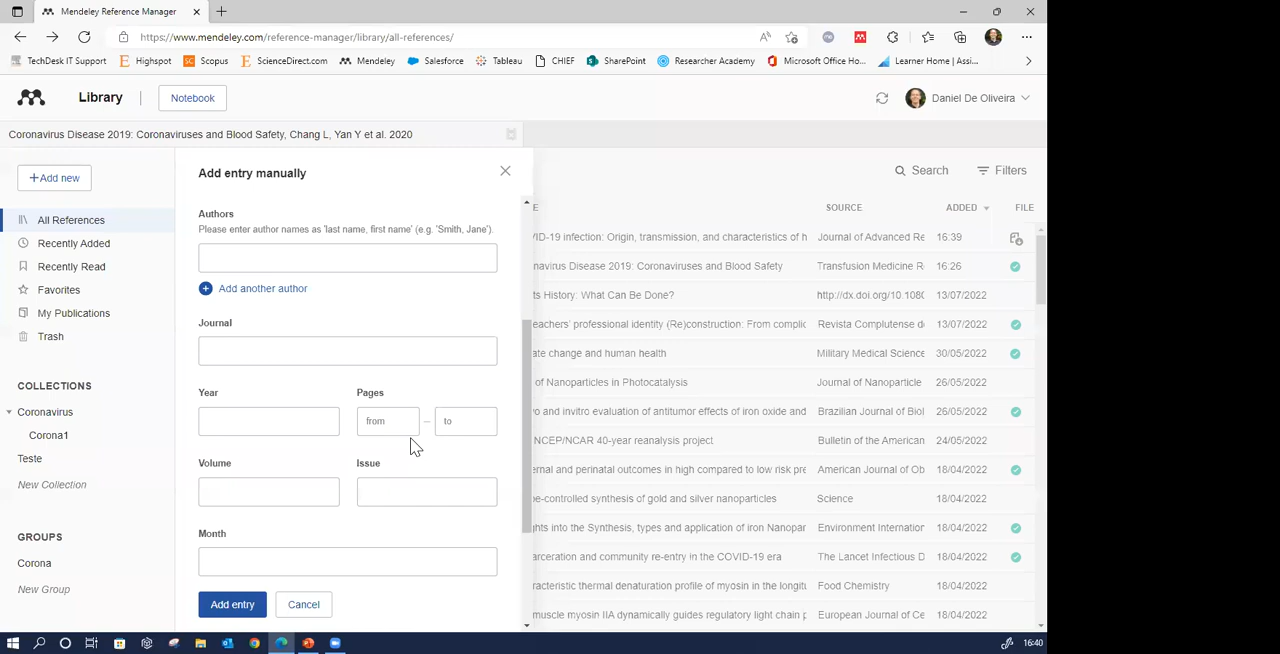 Mendeley Reference Manager
https://www.mendeley.com/reference-manager/library/all-references/
TechDesk IT Support Highspot Scopus ScienceDirect.com Mendeley Salesforce Tableau CHIEF SharePoint Researcher Academy Microsoft Office Ho... Learner Home | Assi...
Library Notebook Daniel De Oliveira
Coronavirus Disease 2019: Coronaviruses and Blood Safety, Chang L, Yan Y et al. 2020
+Add new
All References
Recently Added
Recently Read
Favorites
My Publications
Trash
COLLECTIONS
Coronavirus
Corona1
Teste
New Collection
GROUPS
Corona
New Group
Add entry manually
Authors
Please enter author names as 'last name, first name' (e.g. 'Smith, Jane').
Add another author
Journal
Year Pages
from – to
Volume Issue
Month
Add entry Cancel
Search Filters
E SOURCE ADDED FILE
/ID-19 infection: Origin, transmission, and characteristics of h Journal of Advanced Re 16:39
navirus Disease 2019: Coronaviruses and Blood Safety Transfusion Medicine R 16:26
ts History: What Can Be Done? http://dx.doi.org/10.1080 13/07/2022
eachers' professional identity (Re)construction: From complic Revista Complutense d 13/07/2022
ate change and human health Military Medical Science 30/05/2022
of Nanoparticles in Photocatalysis Journal of Nanoparticle 26/05/2022
vo and invitro evaluation of antitumor effects of iron oxide and Brazilian Journal of Biol 26/05/2022
NCEP/NCAR 40-year reanalysis project Bulletin of the American 24/05/2022
ernal and perinatal outcomes in high compared to low risk pre American Journal of Ob 18/04/2022
pe-controlled synthesis of gold and silver nanoparticles Science 18/04/2022
ghts into the Synthesis, types and application of iron Nanopar Environment Internation 18/04/2022
arceration and community re-entry in the COVID-19 era The Lancet Infectious D 18/04/2022
racteristic thermal denaturation profile of myosin in the longitu Food Chemistry 18/04/2022
muscle myosin IIA dynamically guides regulatory light chain p European Journal of Ce 18/04/2022
16:40